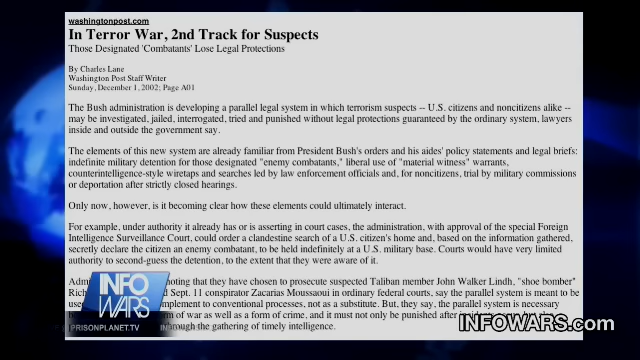 washingtonpost.com
In Terror War, 2nd Track for Suspects
Those Designated 'Combatants' Lose Legal Protections
By Charles Lane
Washington Post Staff Writer
Sunday, December 1, 2002; Page A01
The Bush administration is developing a parallel legal system in which terrorism suspects -- U.S. citizens and noncitizens alike --
may be investigated, jailed, interrogated, tried and punished without legal protections guaranteed by the ordinary system, lawyers
inside and outside the government say.
The elements of this new system are already familiar from President Bush's orders and his aides' policy statements and legal briefs:
indefinite military detention for those designated "enemy combatants," liberal use of "material witness" warrants,
counterintelligence-style wiretaps and searches led by law enforcement officials and, for noncitizens, trial by military commissions
or deportation after strictly closed hearings.
Only now, however, is it becoming clear how these elements could ultimately interact.
For example, under authority it already has or is asserting in court cases, the administration, with approval of the special Foreign
Intelligence Surveillance Court, could order a clandestine search of a U.S. citizen's home and, based on the information gathered,
secretly declare the citizen an enemy combatant, to be held indefinitely at a U.S. military base. Courts would have very limited
authority to second-guess the detention, to the extent that they were aware of it.
noting that they have chosen to prosecute suspected Taliban member John Walker Lindh, "shoe bomber"
Sept. 11 conspirator Zacarias Moussaoui in ordinary federal courts, say the parallel system is meant to be
complement to conventional processes, not as a substitute. But, they say, the parallel system is necessary
of war as well as a form of crime, and it must not only be punished after
through the gathering of timely intelligence.
INFO
WARS
PRISONPLANET.TV
INFOWARS.com